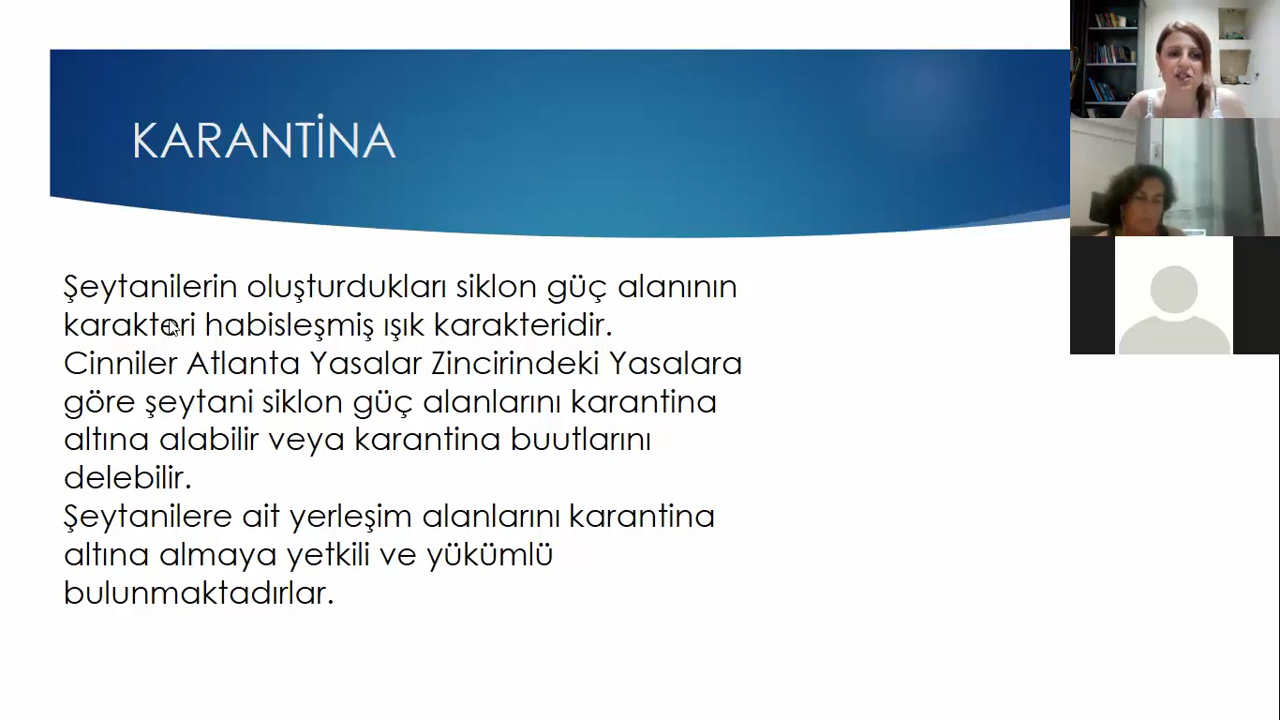 KARANTİNA
Şeytanilerin oluşturdukları siklon güç alanının
karakteri habisleşmiş ışık karakteridir.
Cinniler Atlanta Yasalar Zincirindeki Yasalara
göre şeytani siklon güç alanlarını karantina
altına alabilir veya karantina buutlarını
delebilir.
Şeytanilere ait yerleşim alanlarını karantina
altına almaya yetkili ve yükümlü
bulunmaktadırlar.